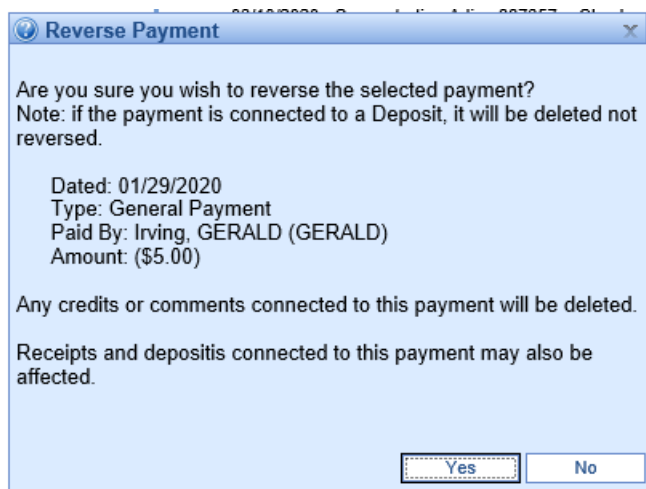 Reverse Payment
Are you sure you wish to reverse the selected payment?
Note: if the payment is connected to a Deposit, it will be deleted not
reversed.
Dated: 01/29/2020
Type: General Payment
Paid By: Irving, GERALD (GERALD)
Amount: ($5.00)
Any credits or comments connected to this payment will be deleted.
Receipts and depositis connected to this payment may also be
affected.
Yes
No